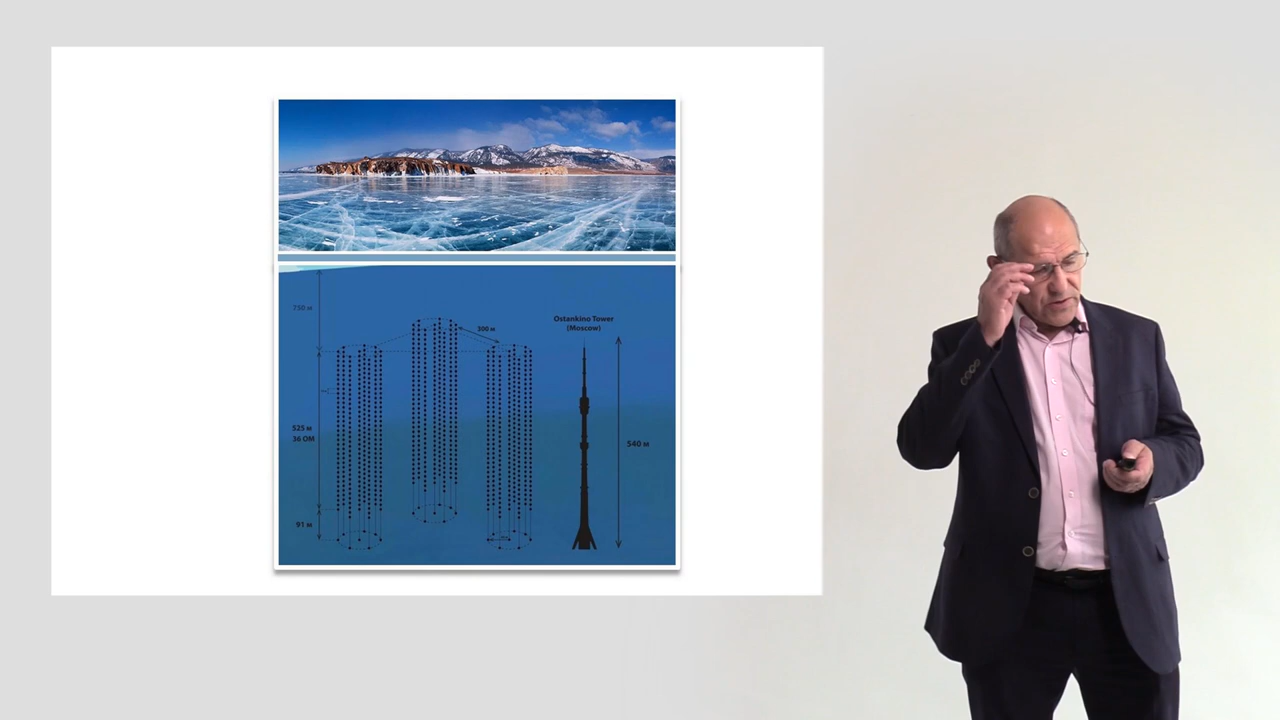 750 м
300 м
Ostankino Tower
(Moscow)
525 м
36 ОМ
540 м
91 м